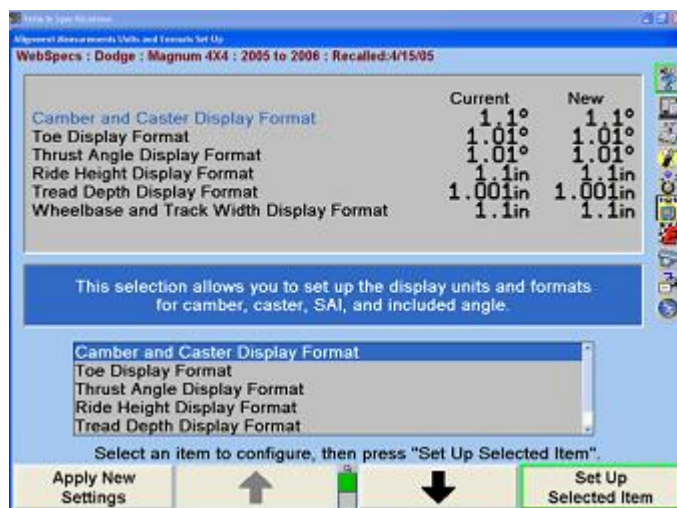 Alignment Measurements Units and Formats Set Up
WebSpecs : Dodge : Magnum 4X4 : 2005 to 2006 : Recalled:4/15/05
Current New
Camber and Caster Display Format 1.1° 1.1°
Toe Display Format 1.01° 1.01°
Thrust Angle Display Format 1.01° 1.01°
Ride Height Display Format 1.1in 1.1in
Tread Depth Display Format 1.001in 1.001in
Wheelbase and Track Width Display Format 1.1in 1.1in
This selection allows you to set up the display units and formats
for camber, caster, SAI, and included angle.
Camber and Caster Display Format
Toe Display Format
Thrust Angle Display Format
Ride Height Display Format
Tread Depth Display Format
Select an item to configure, then press "Set Up Selected Item".
Apply New
Settings
Set Up
Selected Item